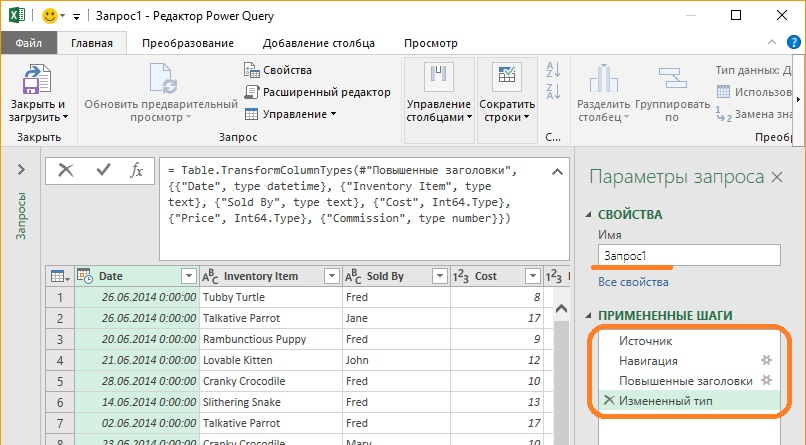 Запрос1 - Редактор Power Query
Файл Главная Преобразование Добавление столбца Просмотр
Закрыть и загрузить
Закрыть
Обновить предварительный просмотр
Свойства
Расширенный редактор
Управление
Запрос
Управление столбцами
Сократить строки
С...
Разделить столбец
Группировать по
Тип данных: Д
Использов
Замена зна
Преобр
= Table.TransformColumnTypes(#"Повышенные заголовки",
{{"Date", type datetime}, {"Inventory Item", type
text}, {"Sold By", type text}, {"Cost", Int64.Type},
{"Price", Int64.Type}, {"Commission", type number}})
Запросы
Date Inventory Item Sold By Cost
1 26.06.2014 0:00:00 Tubby Turtle Fred 8
2 26.06.2014 0:00:00 Talkative Parrot Jane 17
3 20.06.2014 0:00:00 Rambunctious Puppy Fred 9
4 21.06.2014 0:00:00 Lovable Kitten John 12
5 28.06.2014 0:00:00 Cranky Crocodile Fred 10
6 14.06.2014 0:00:00 Slithering Snake Fred 13
7 02.06.2014 0:00:00 Talkative Parrot Fred 17
8 23.06.2014 0:00:00 Cranky Crocodile Mary 10
Параметры запроса
СВОЙСТВА
Имя
Запрос1
Все свойства
ПРИМЕНЕННЫЕ ШАГИ
Источник
Навигация
Повышенные заголовки
Измененный тип